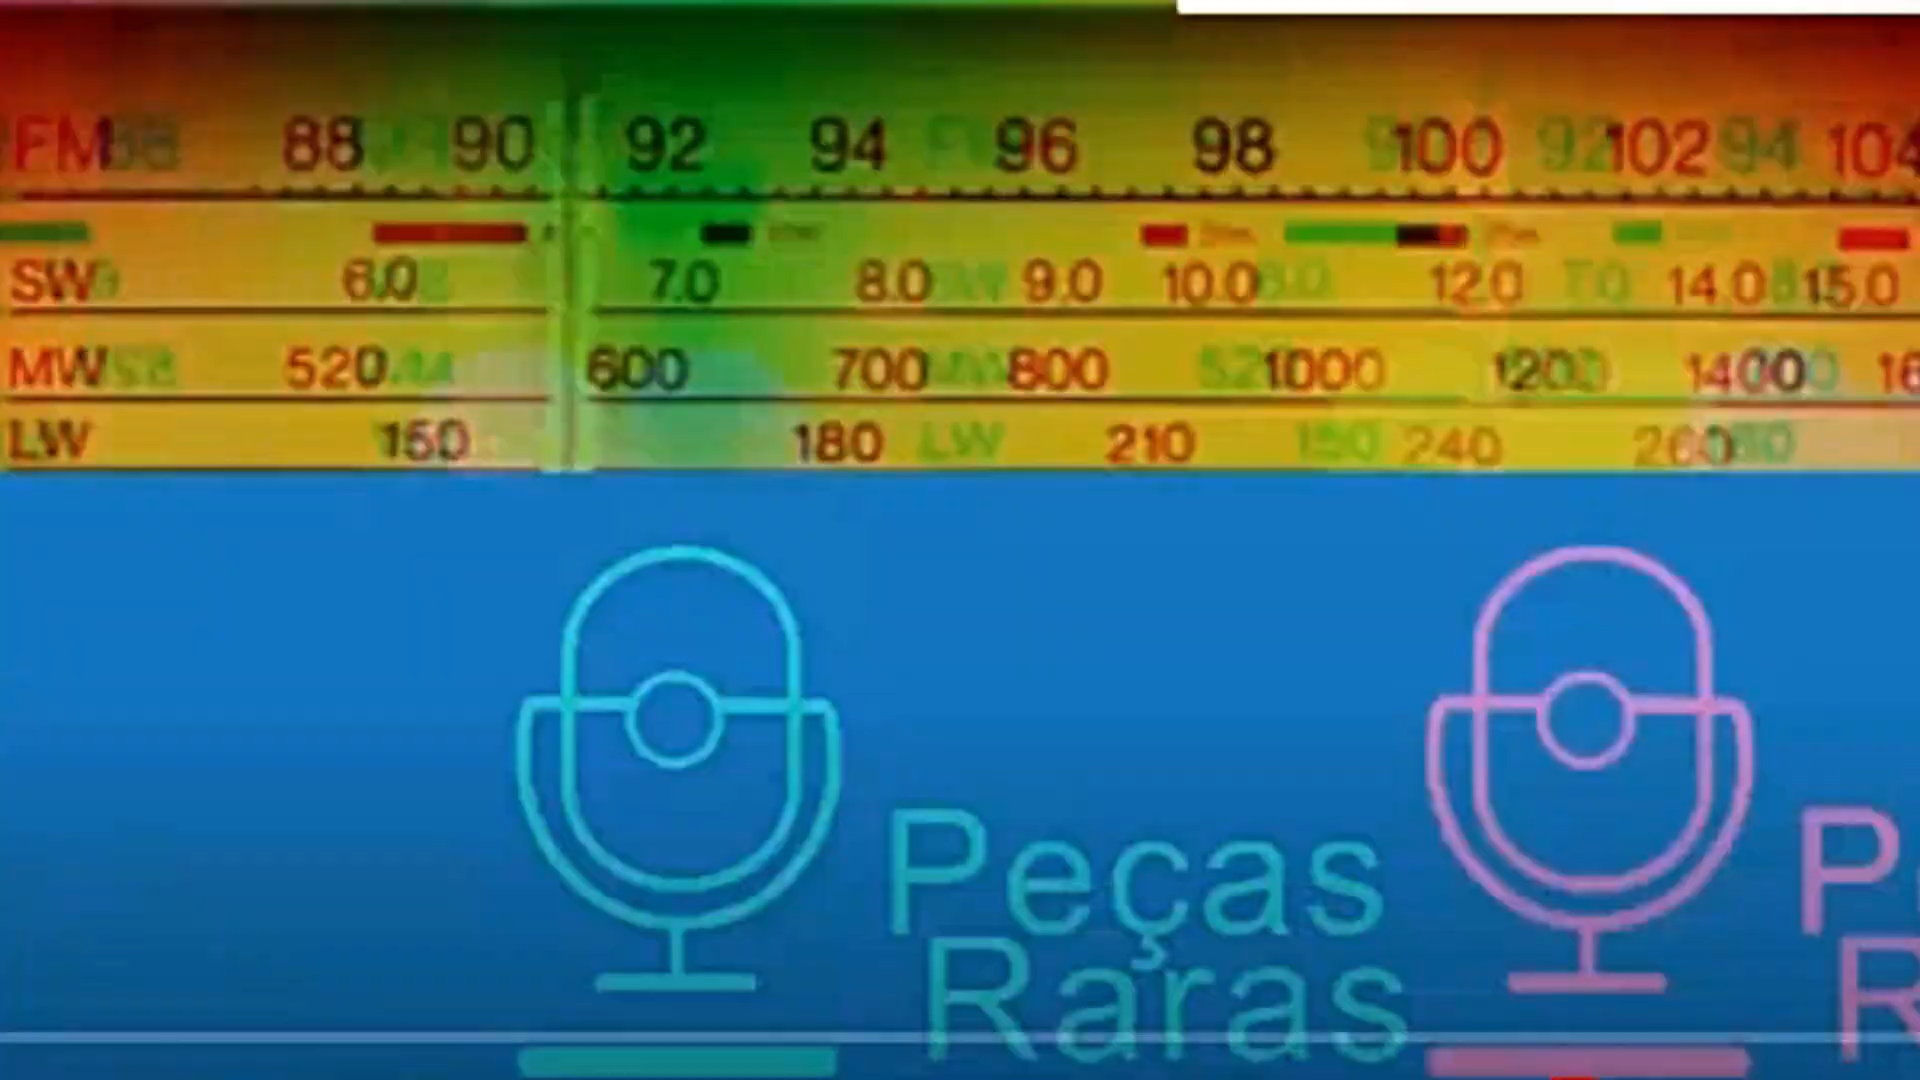 FM 88 90 92 94 96 98 100 102 104
SW 6.0 7.0 8.0 9.0 10.0 12.0 14.0 15.0
MW 520 600 700 800 1000 1200 1400
LW 150 180 210 240 260
Peças
Raras